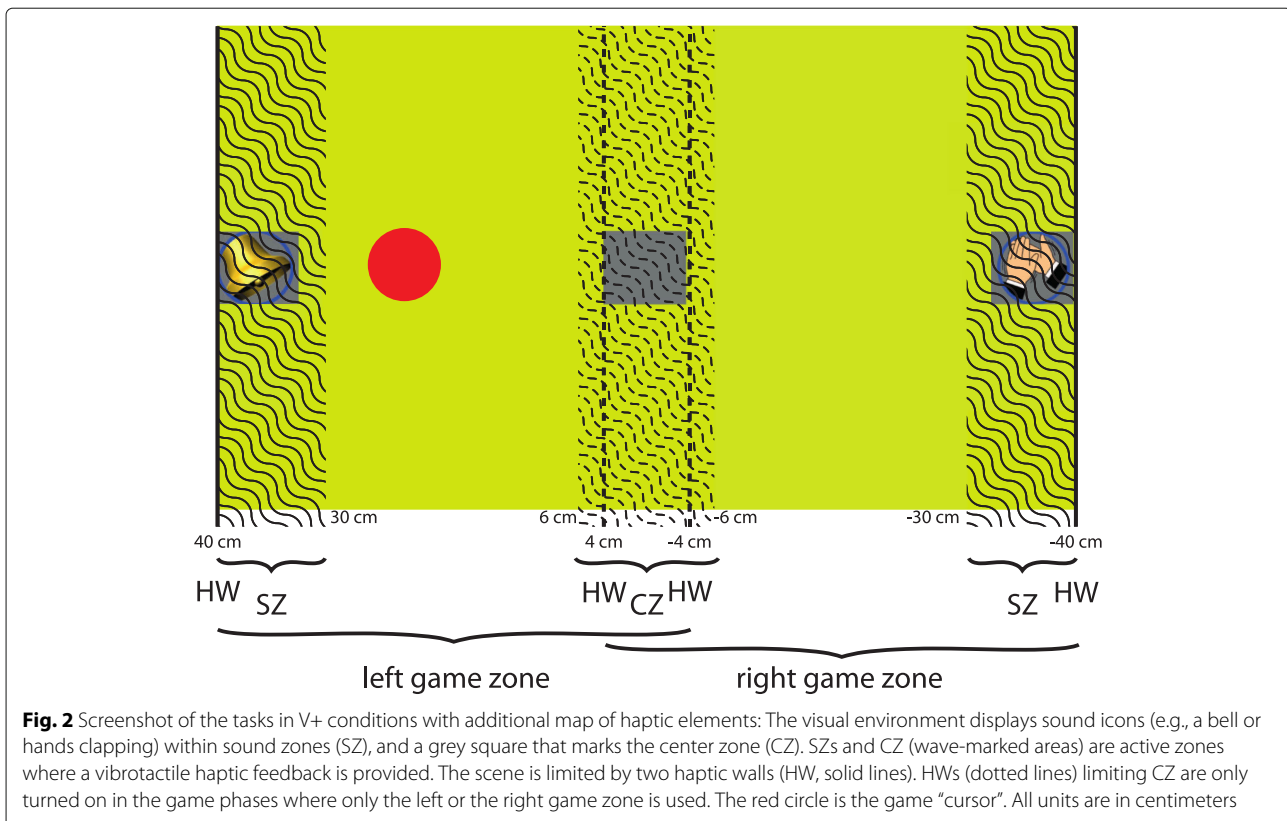 30 cm 6 cm -6 cm -30 cm
40 cm 4 cm -4 cm -40 cm
HW SZ HW CZ HW SZ HW
left game zone right game zone
Fig. 2 Screenshot of the tasks in V+ conditions with additional map of haptic elements: The visual environment displays sound icons (e.g., a bell or
hands clapping) within sound zones (SZ), and a grey square that marks the center zone (CZ). SZs and CZ (wave-marked areas) are active zones
where a vibrotactile haptic feedback is provided. The scene is limited by two haptic walls (HW, solid lines). HWs (dotted lines) limiting CZ are only
turned on in the game phases where only the left or the right game zone is used. The red circle is the game “cursor”. All units are in centimeters